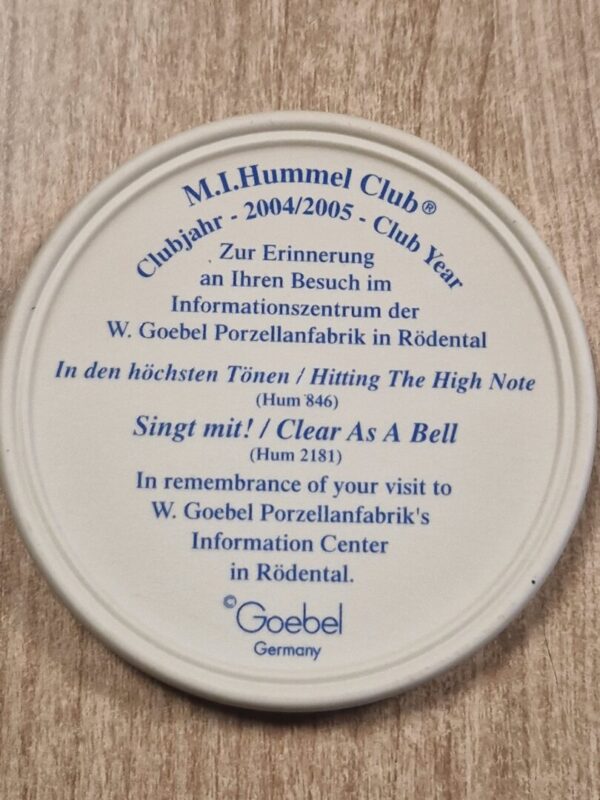 M.I.Hummel Club®
Clubjahr - 2004/2005 - Club Year
Zur Erinnerung
an Ihren Besuch im
Informationszentrum der
W. Goebel Porzellanfabrik in Rödental
In den höchsten Tönen / Hitting The High Note
(Hum 846)
Singt mit! / Clear As A Bell
(Hum 2181)
In remembrance of your visit to
W. Goebel Porzellanfabrik's
Information Center
in Rödental.
©Goebel
Germany